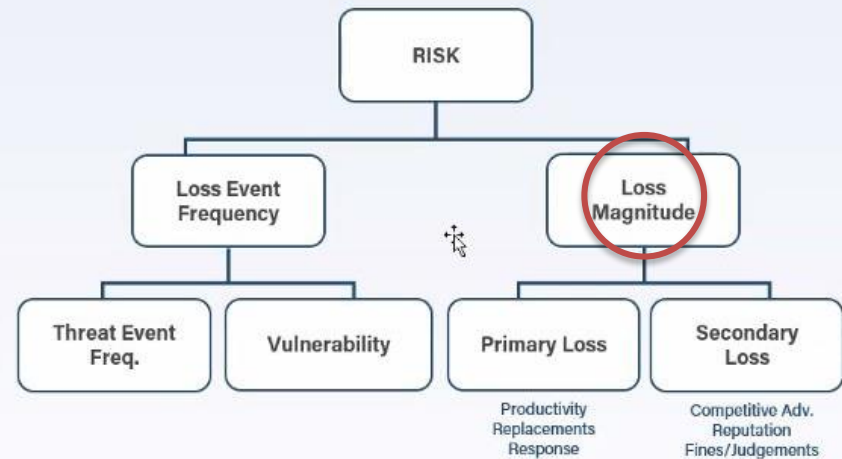 RISK
Loss Event
Frequency
Loss
Magnitude
Threat Event
Freq.
Vulnerability
Primary Loss
Secondary
Loss
Productivity
Replacements
Response
Competitive Adv.
Reputation
Fines/Judgements